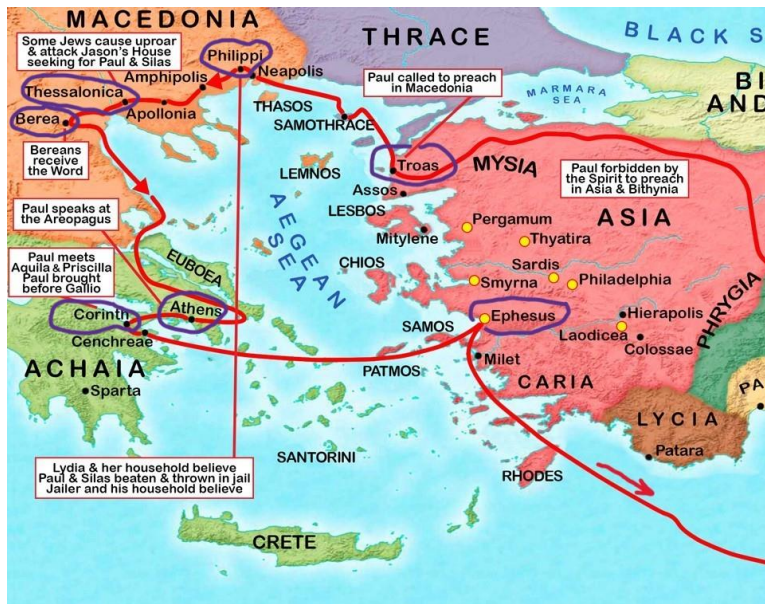 MACEDONIA
THRACE
BLACK S
Some Jews cause uproar
& attack Jason's House
seeking for Paul & Silas
Philippi
Neapolis
Amphipolis
Thessalonica
Apollonia
Berea
THASOS
SAMOTHRACE
Paul called to preach
in Macedonia
MARMARA
SEA
BI
AND
Bereans
receive
the Word
LEMNOS
Troas
MYSIA
Paul forbidden by
the Spirit to preach
in Asia & Bithynia
Assos
LESBOS
ASIA
Paul speaks at
the Areopagus
AEGEAN
SEA
Mitylene
Pergamum
Thyatira
Paul meets
Aquila & Priscilla
Paul brought
before Gallio
EUBOEA
CHIOS
Sardis
Smyrna
Philadelphia
Corinth
Athens
Cenchreae
SAMOS
Ephesus
Hierapolis
Laodicea
Colossae
PHRYGIA
ACHAIA
Sparta
PATMOS
Milet
CARIA
PA
LYCIA
Patara
Lydia & her household believe
Paul & Silas beaten & thrown in jail
Jailer and his household believe
SANTORINI
RHODES
CRETE